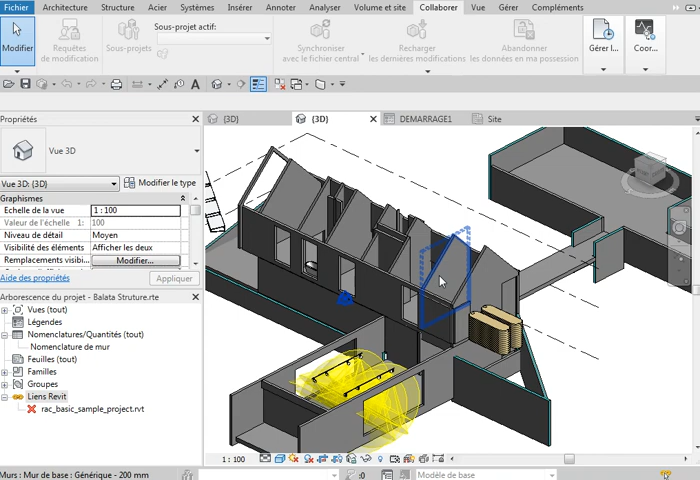 Fichier Architecture Structure Acier Systèmes Insérer Annoter Analyser Volume et site Collaborer Vue Gérer Compléments
Modifier
Requêtes
de modification
Sous-projets
Sous-projet actif:
Synchroniser
avec le fichier central
Recharger
les dernières modifications
Abandonner
les données en ma possession
Gérer l...
Coor...
Propriétés
{3D}
{3D}
DEMARRAGE1
Site
Vue 3D
Vue 3D: {3D}
Modifier le type
Graphismes
Echelle de la vue 1 : 100
Valeur de l'échelle 1: 100
Niveau de détail Moyen
Visibilité des éléments Afficher les deux
Remplacements visibi... Modifier...
Aide des propriétés
Appliquer
Arborescence du projet - Balata Struture.rte
Vues (tout)
Légendes
Nomenclatures/Quantités (tout)
Nomenclature de mur
Feuilles (tout)
Familles
Groupes
Liens Revit
rac_basic_sample_project.rvt
1 : 100
Murs : Mur de base : Générique - 200 mm
:0
Modèle de base